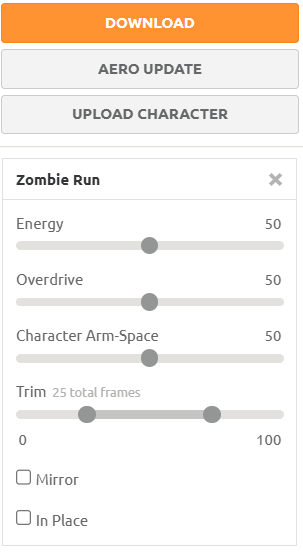 DOWNLOAD
AERO UPDATE
UPLOAD CHARACTER
Zombie Run
Energy 50
Overdrive 50
Character Arm-Space 50
Trim 25 total frames
0 100
Mirror
In Place